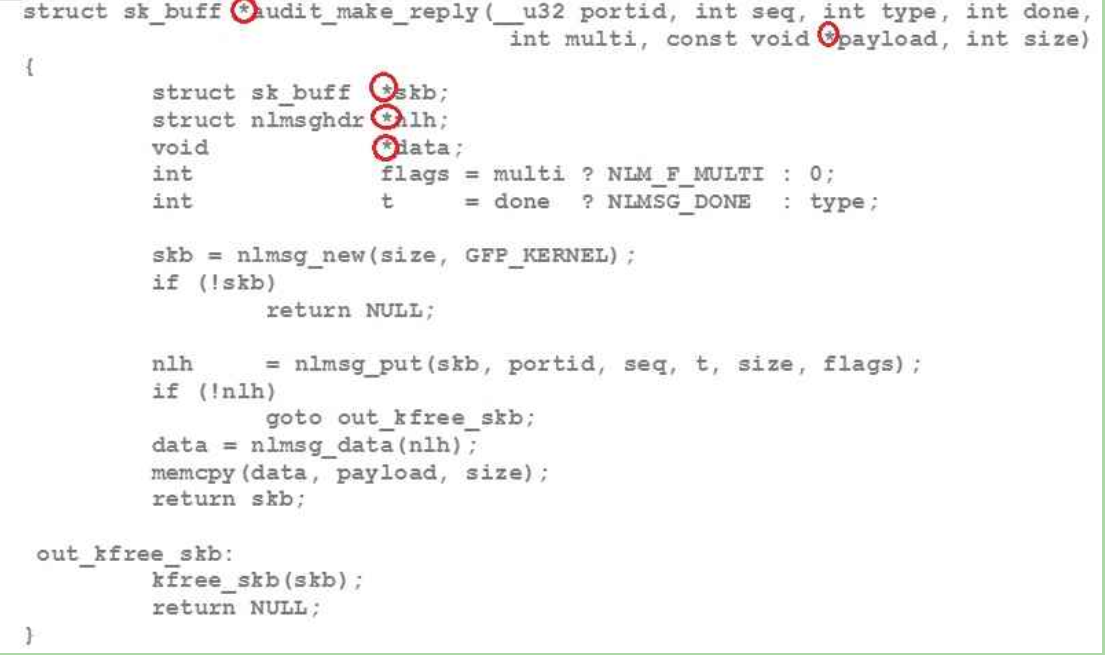 struct sk_buff *audit_make_reply(__u32 portid, int seq, int type, int done,
int multi, const void *payload, int size)
{
struct sk_buff *skb;
struct nlmsghdr *nlh;
void *data;
int flags = multi ? NLM_F_MULTI : 0;
int t = done ? NLMSG_DONE : type;
skb = nlmsg_new(size, GFP_KERNEL);
if (!skb)
return NULL;
nlh = nlmsg_put(skb, portid, seq, t, size, flags);
if (!nlh)
goto out_kfree_skb;
data = nlmsg_data(nlh);
memcpy(data, payload, size);
return skb;
out_kfree_skb:
kfree_skb(skb);
return NULL;
}